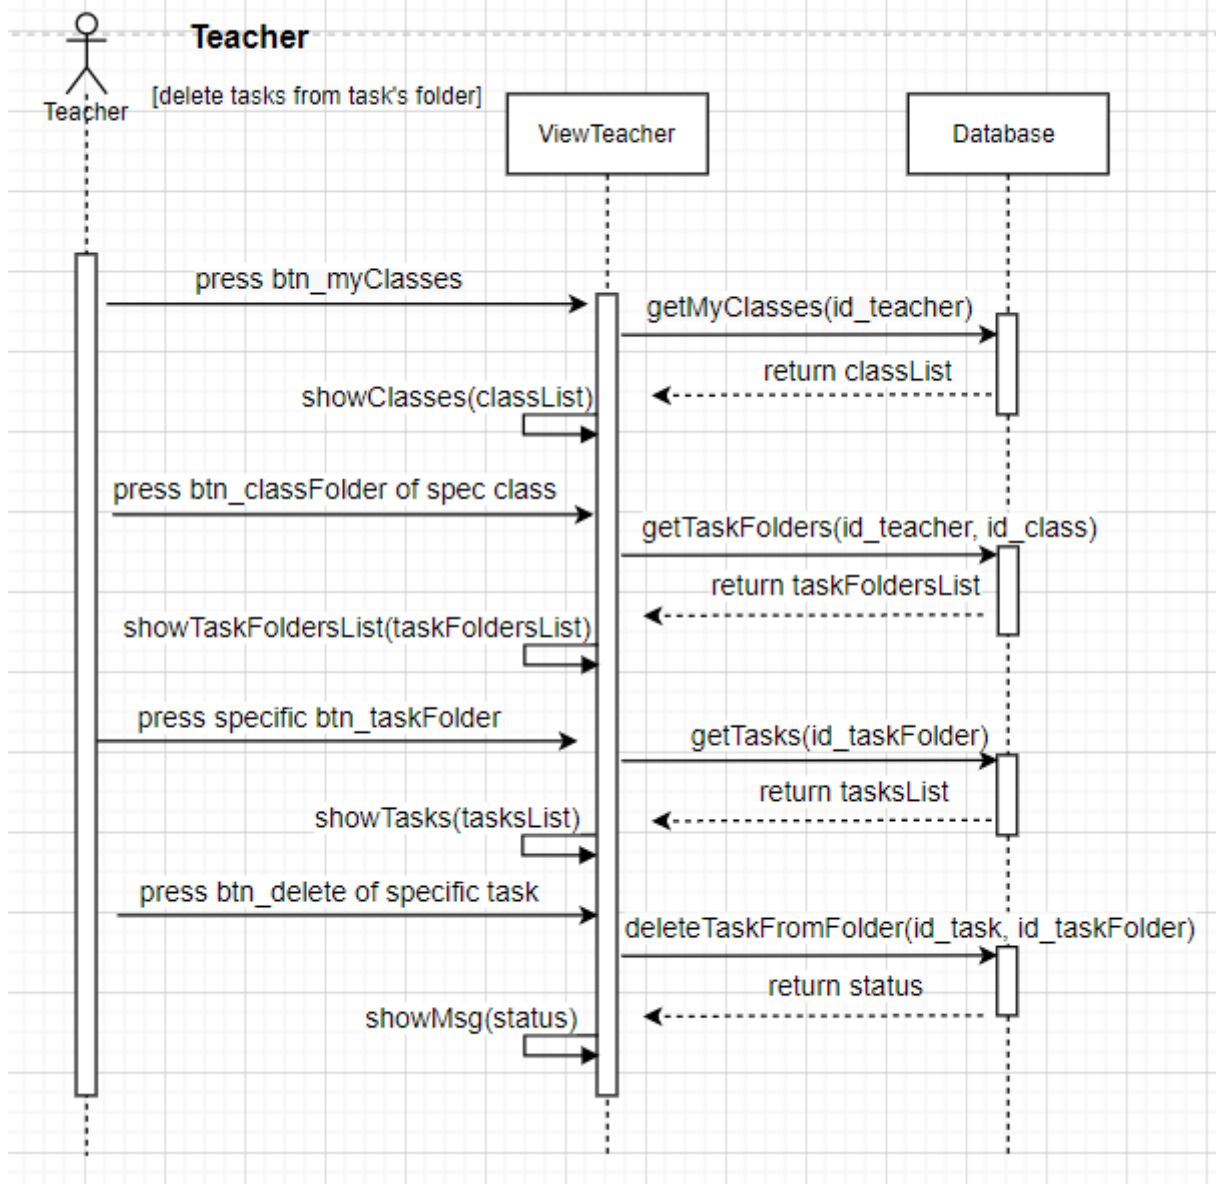 Teacher
Teacher
[delete tasks from task's folder]
ViewTeacher
Database
press btn_myClasses
getMyClasses(id_teacher)
return classList
showClasses(classList)
press btn_classFolder of spec class
getTaskFolders(id_teacher, id_class)
return taskFoldersList
showTaskFoldersList(taskFoldersList)
press specific btn_taskFolder
getTasks(id_taskFolder)
return tasksList
showTasks(tasksList)
press btn_delete of specific task
deleteTaskFromFolder(id_task, id_taskFolder)
return status
showMsg(status)